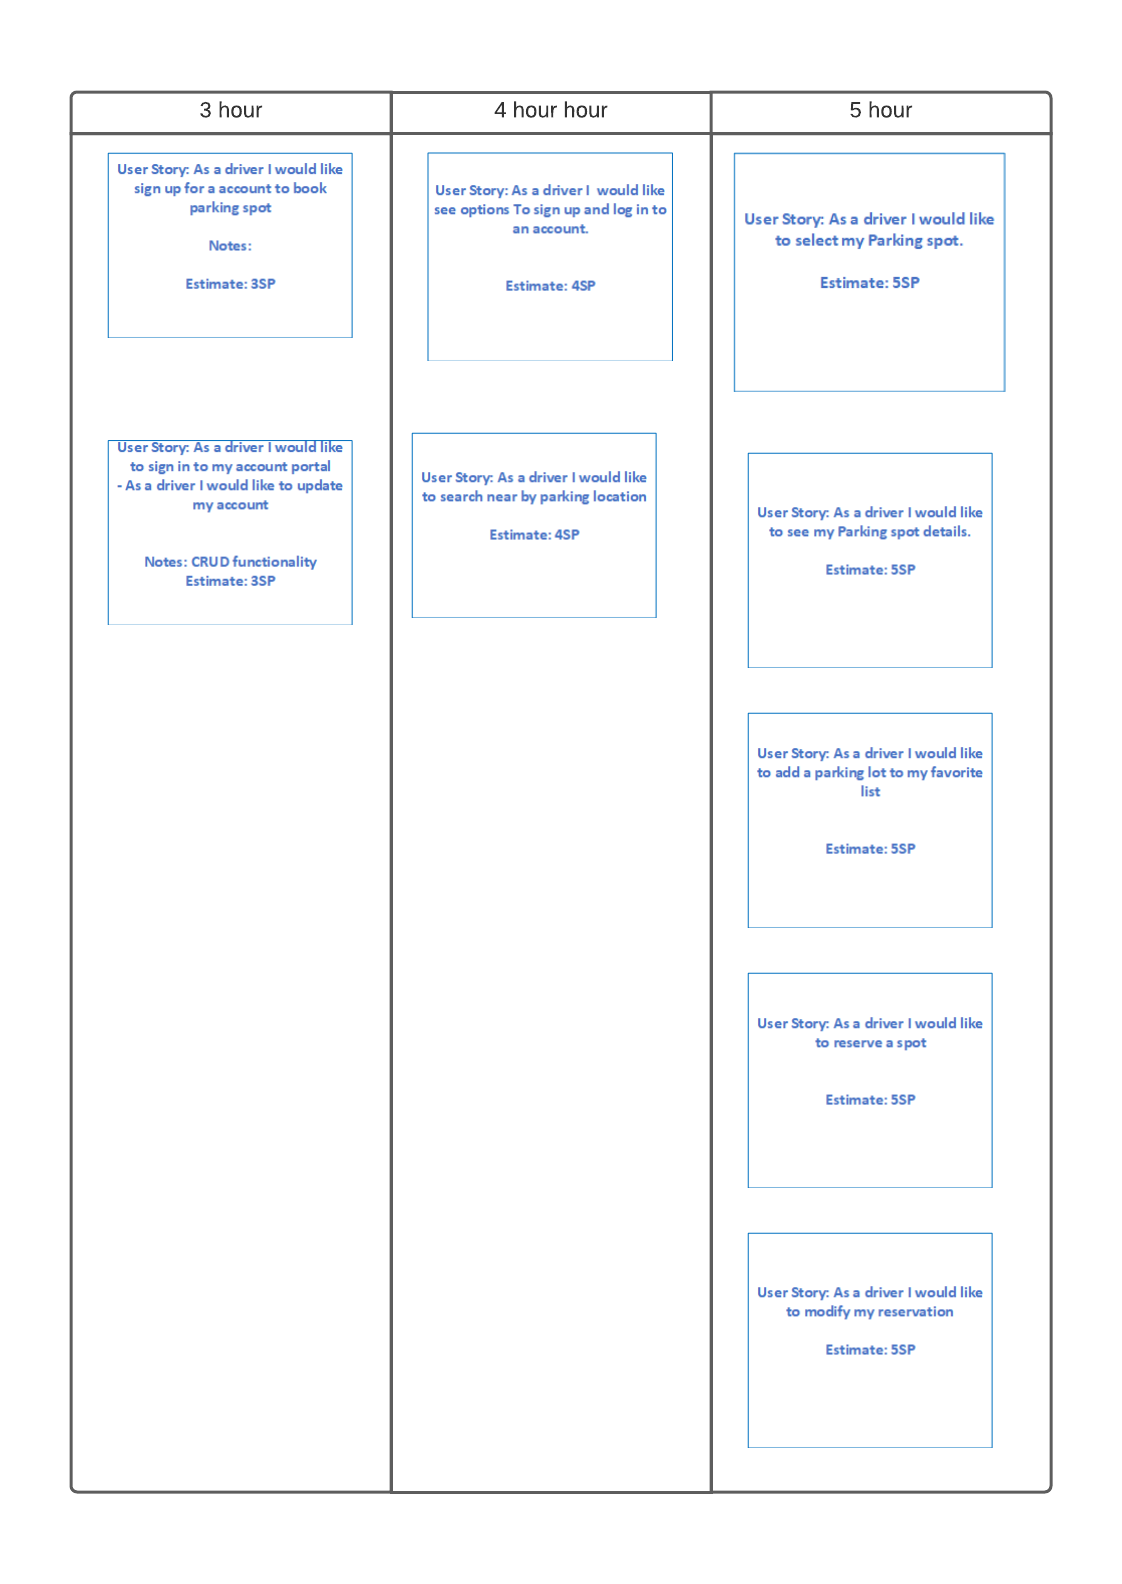 3 hour
4 hour hour
5 hour
User Story: As a driver I would like
sign up for a account to book
parking spot
Notes:
Estimate: 3SP
User Story: As a driver I would like
to sign in to my account portal
- As a driver I would like to update
my account
Notes: CRUD functionality
Estimate: 3SP
User Story: As a driver I  would like
see options To sign up and log in to
an account.
Estimate: 4SP
User Story: As a driver I would like
to search near by parking location
Estimate: 4SP
User Story: As a driver I would like
to select my Parking spot.
Estimate: 5SP
User Story: As a driver I would like
to see my Parking spot details.
Estimate: 5SP
User Story: As a driver I would like
to add a parking lot to my favorite
list
Estimate: 5SP
User Story: As a driver I would like
to reserve a spot
Estimate: 5SP
User Story: As a driver I would like
to modify my reservation
Estimate: 5SP